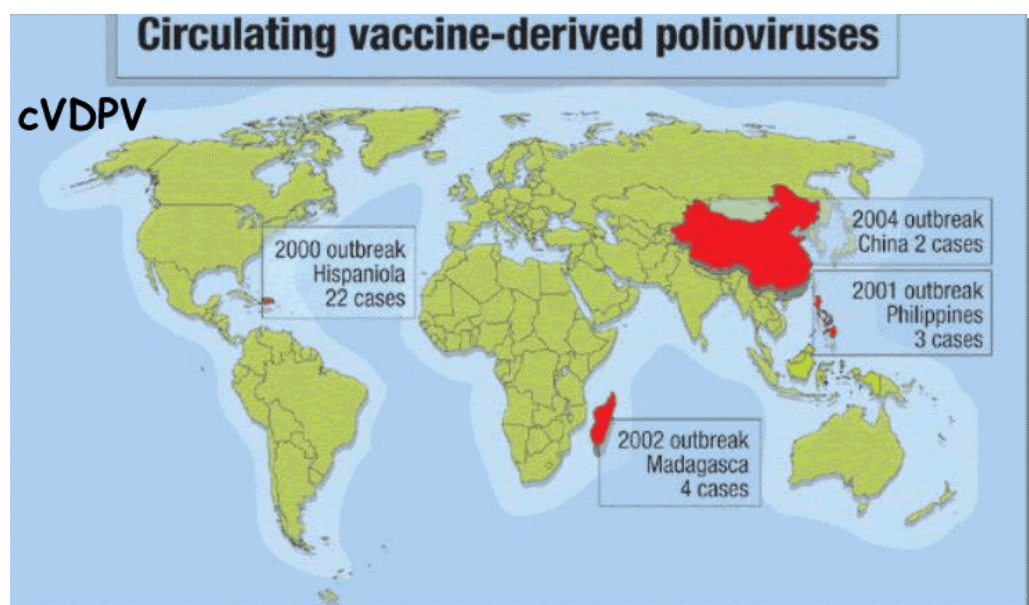 Circulating vaccine-derived polioviruses
cVDPV
2000 outbreak
Hispaniola
22 cases
2004 outbreak
China 2 cases
2001 outbreak
Philippines
3 cases
2002 outbreak
Madagasca
4 cases